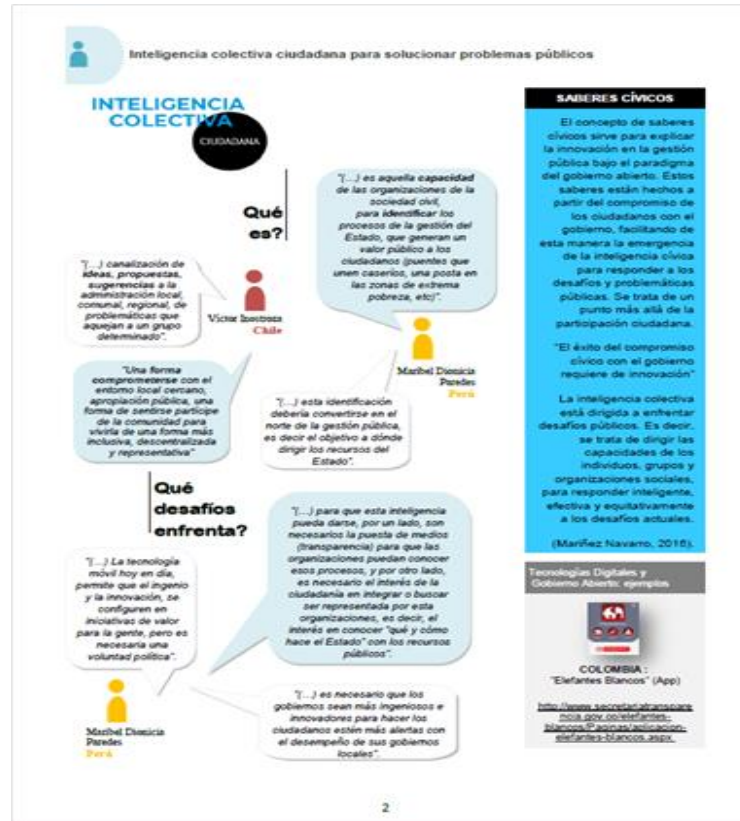 Inteligencia colectiva ciudadana para solucionar problemas públicos
INTELIGENCIA
COLECTIVA
CIUDADANA
Qué
es?
"(...) es aquella capacidad
de las organizaciones de la
sociedad civil,
para identificar los
procesos de la gestión del
Estado, que generan un
valor público a los
ciudadanos (puentes que
unen caseríos, una posta en
las zonas de extrema
pobreza, etc)".
"(...) canalización de
ideas, propuestas,
sugerencias a la
administración local,
comunal, regional, de
problemáticas que
aquejan a un grupo
determinado".
Víctor Inostroza
Chile
Maribel Dionicia
Paredes
Perú
"Una forma
comprometerse con el
entorno local cercano,
apropiación pública, una
forma de sentirse partícipe
de la comunidad para
vivirla de una forma más
inclusiva, descentralizada
y representativa"
"(...) esta identificación
debería convertirse en el
norte de la gestión pública,
es decir el objetivo a dónde
dirigir los recursos del
Estado".
Qué
desafíos
enfrenta?
"(...) para que esta inteligencia
pueda darse, por un lado, son
necesarios la puesta de medios
(transparencia) para que las
organizaciones puedan conocer
esos procesos, y por otro lado,
es necesario el interés de la
ciudadanía en integrar o buscar
ser representada por esta
organizaciones, es decir, el
interés en conocer "qué y cómo
hace el Estado" con los recursos
públicos".
"(...) La tecnología
móvil hoy en día,
permite que el ingenio
y la innovación, se
configuren en
iniciativas de valor
para la gente, pero es
necesaria una
voluntad política".
Maribel Dionicia
Paredes
Perú
"(...) es necesario que los
gobiernos sean más ingeniosos e
innovadores para hacer los
ciudadanos estén más alertas con
el desempeño de sus gobiernos
locales".
SABERES CÍVICOS
El concepto de saberes
cívicos sirve para explicar
la innovación en la gestión
pública bajo el paradigma
del gobierno abierto. Estos
saberes están hechos a
partir del compromiso de
los ciudadanos con el
gobierno, facilitando de
esta manera la emergencia
de la inteligencia cívica
para responder a los
desafíos y problemáticas
públicas. Se trata de un
punto más allá de la
participación ciudadana.
"El éxito del compromiso
cívico con el gobierno
requiere de innovación"
La inteligencia colectiva
está dirigida a enfrentar
desafíos públicos. Es decir,
se trata de dirigir las
capacidades de los
individuos, grupos y
organizaciones sociales,
para responder inteligente,
efectiva y equitativamente
a los desafíos actuales.
(Mariñez Navarro, 2016).
Tecnologías Digitales y
Gobierno Abierto: ejemplos
COLOMBIA :
"Elefantes Blancos" (App)
http://www.secretariatranspare
ncia.gov.co/elefantes-
blancos/Paginas/aplicacion-
elefantes-blancos.aspx
2